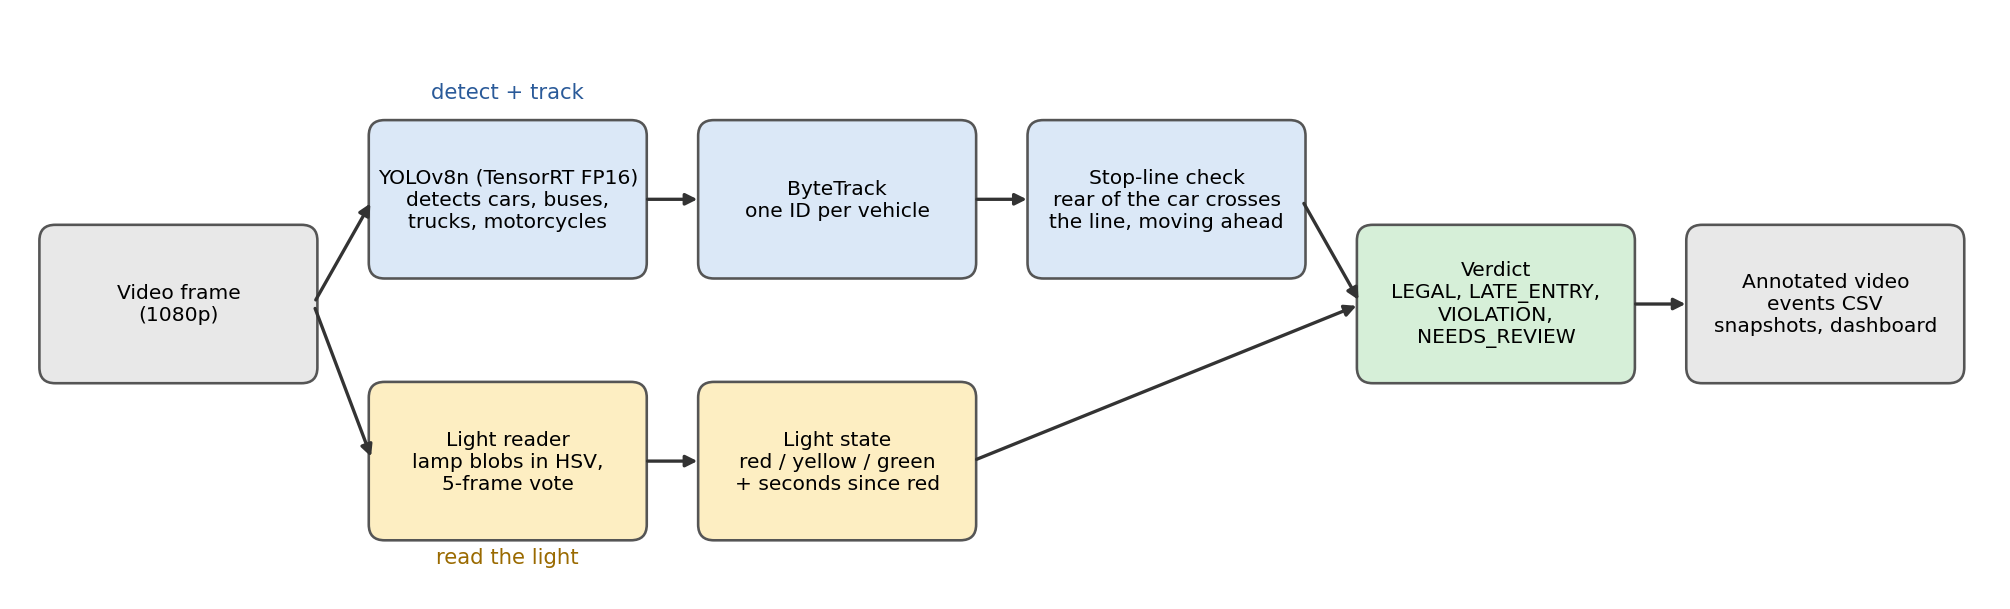 detect + track
YOLOv8n (TensorRT FP16)
detects cars, buses,
trucks, motorcycles
ByteTrack
one ID per vehicle
Stop-line check
rear of the car crosses
the line, moving ahead
Video frame
(1080p)
Verdict
LEGAL, LATE_ENTRY,
VIOLATION,
NEEDS_REVIEW
Annotated video
events CSV
snapshots, dashboard
Light reader
lamp blobs in HSV,
5-frame vote
Light state
red / yellow / green
+ seconds since red
read the light